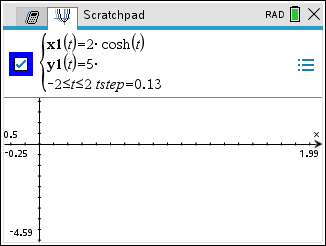 Scratchpad RAD
x1(t)=2· cosh(t)
y1(t)=5·
-2≤t≤2 tstep=0.13
0.5 x
-0.25 1.99
-4.59